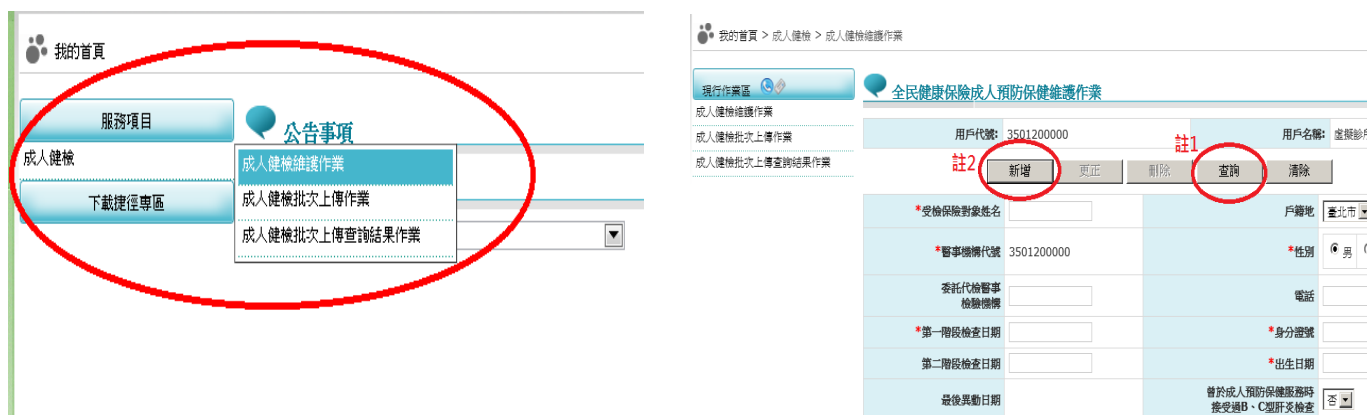 我的首頁
服務項目
公告事項
成人健檢
成人健檢維護作業
成人健檢批次上傳作業
下載捷徑專區
成人健檢批次上傳查詢結果作業
我的首頁 > 成人健檢 > 成人健檢維護作業
現行作業區
全民健康保險成人預防保健維護作業
成人健檢維護作業
成人健檢批次上傳作業
成人健檢批次上傳查詢結果作業
用戶代號: 3501200000 用戶名稱: 虛擬診所
註1
註2 新增 更正 刪除 查詢 清除
*受檢保險對象姓名 戶籍地 臺北市
*醫事機構代號 3501200000 *性別 男
委託代檢醫事
檢驗機構 電話
*第一階段檢查日期 *身分證號
第二階段檢查日期 *出生日期
最後異動日期 曾於成人預防保健服務時
接受過B、C型肝炎檢查 否